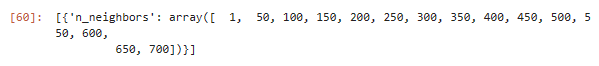 [60]: [{'n_neighbors': array([  1,  50, 100, 150, 200, 250, 300, 350, 400, 450, 500, 5
50, 600,
650, 700])}]